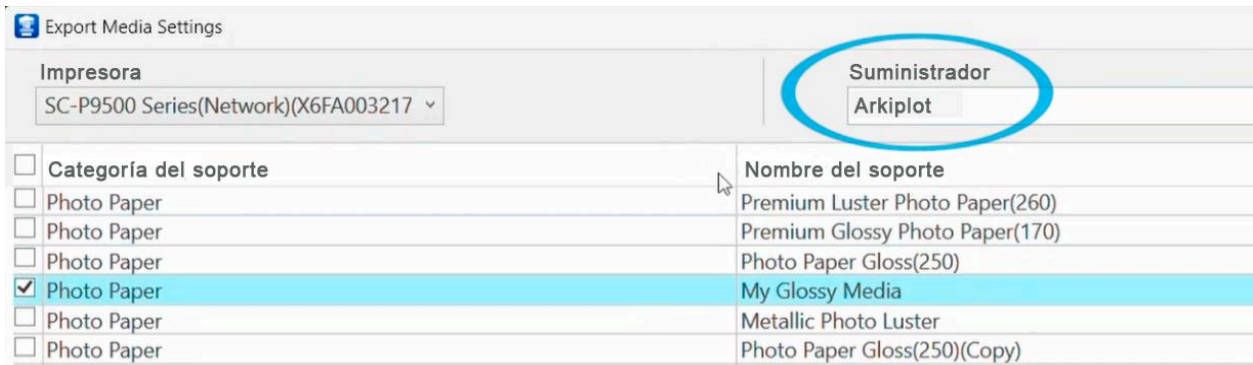 Export Media Settings
Impresora
Suministrador
SC-P9500 Series(Network)(X6FA003217
Arkiplot
Categoría del soporte
Nombre del soporte
Photo Paper
Premium Luster Photo Paper(260)
Photo Paper
Premium Glossy Photo Paper(170)
Photo Paper
Photo Paper Gloss(250)
Photo Paper
My Glossy Media
Photo Paper
Metallic Photo Luster
Photo Paper
Photo Paper Gloss(250)(Copy)